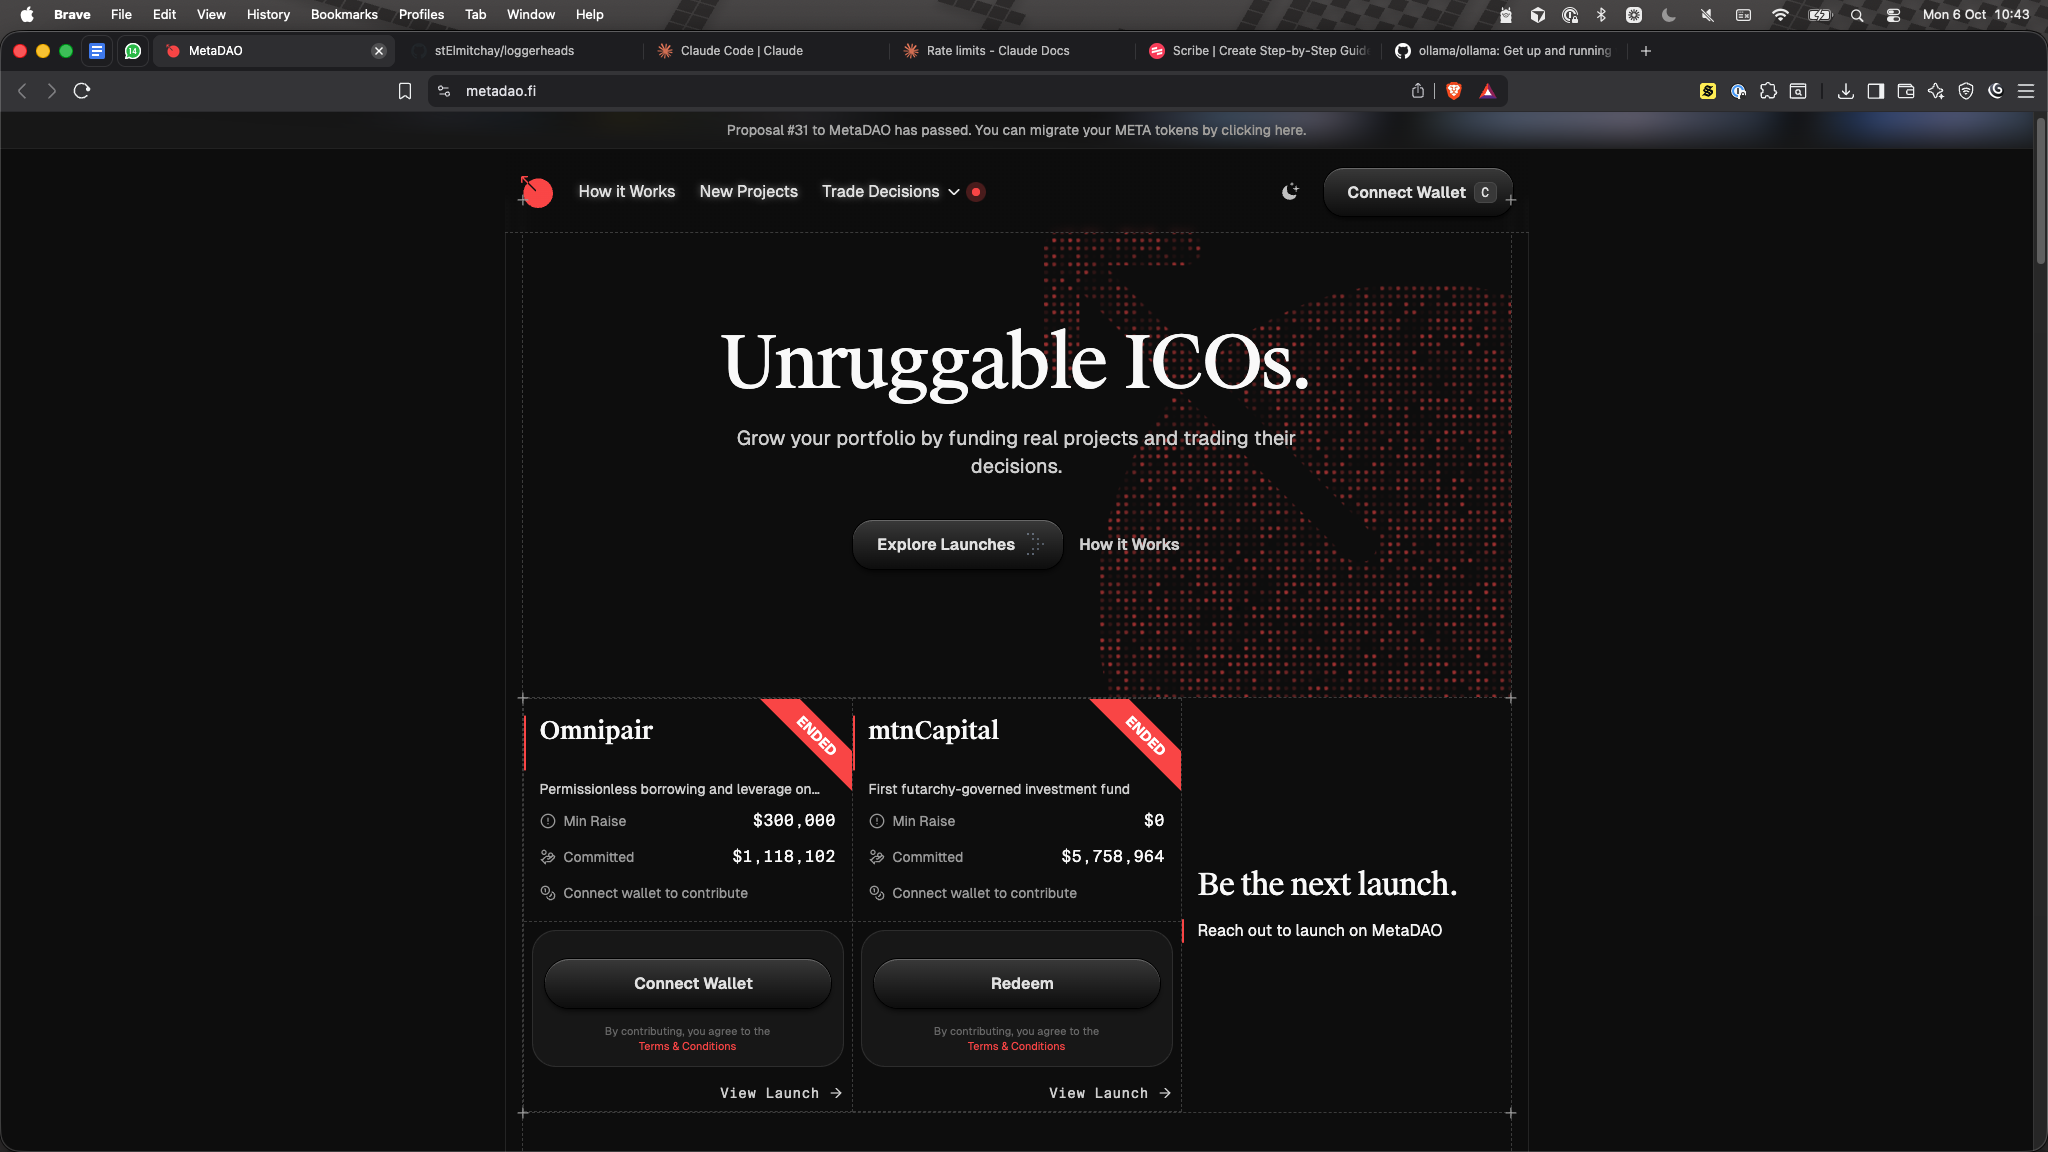 Brave File Edit View History Bookmarks Profiles Tab Window Help Mon 6 Oct 10:43
14 MetaDAO stElmitchay/loggerheads Claude Code | Claude Rate limits - Claude Docs Scribe | Create Step-by-Step Guide ollama/ollama: Get up and running
metadao.fi
Proposal #31 to MetaDAO has passed. You can migrate your META tokens by clicking here.
How it Works New Projects Trade Decisions Connect Wallet C
Unruggable ICOs.
Grow your portfolio by funding real projects and trading their
decisions.
Explore Launches How it Works
Omnipair
ENDED
Permissionless borrowing and leverage on…
Min Raise $300,000
Committed $1,118,102
Connect wallet to contribute
Connect Wallet
By contributing, you agree to the
Terms & Conditions
View Launch →
mtnCapital
ENDED
First futarchy-governed investment fund
Min Raise $0
Committed $5,758,964
Connect wallet to contribute
Redeem
By contributing, you agree to the
Terms & Conditions
View Launch →
Be the next launch.
Reach out to launch on MetaDAO